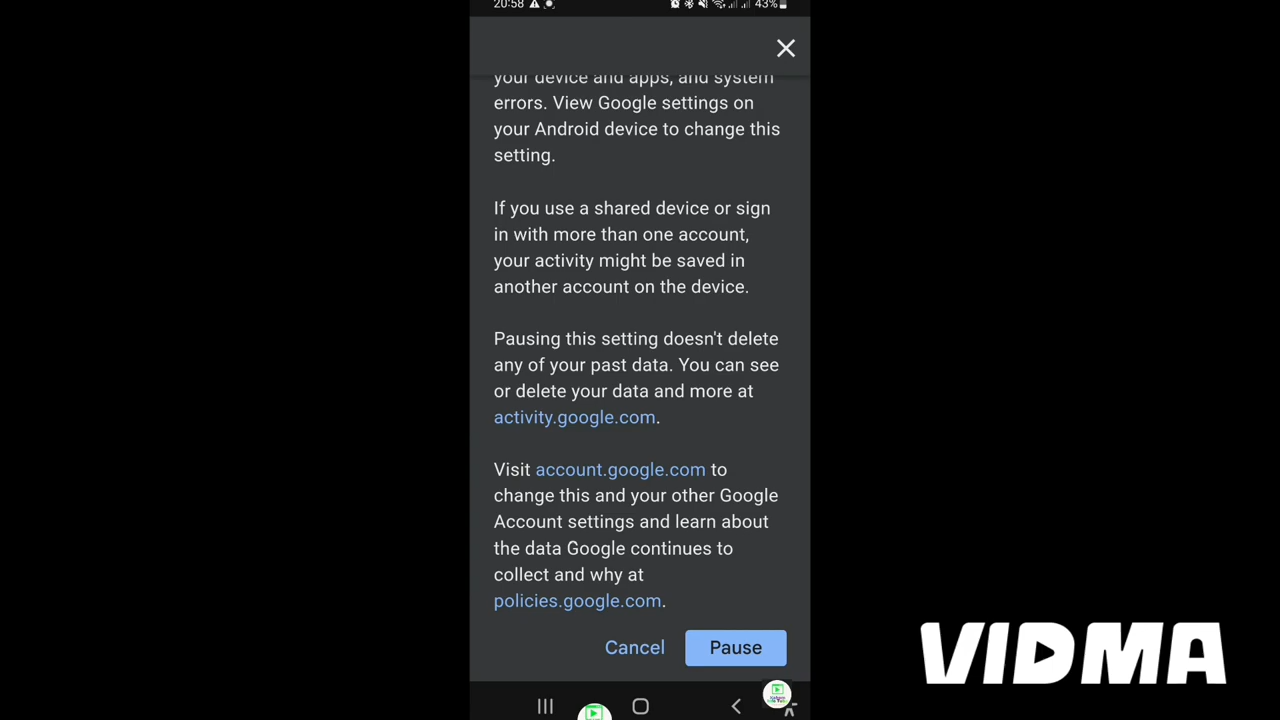 20:58
43%
your device and apps, and system
errors. View Google settings on
your Android device to change this
setting.
If you use a shared device or sign
in with more than one account,
your activity might be saved in
another account on the device.
Pausing this setting doesn't delete
any of your past data. You can see
or delete your data and more at
activity.google.com.
Visit account.google.com to
change this and your other Google
Account settings and learn about
the data Google continues to
collect and why at
policies.google.com.
Cancel
Pause
VIDMA